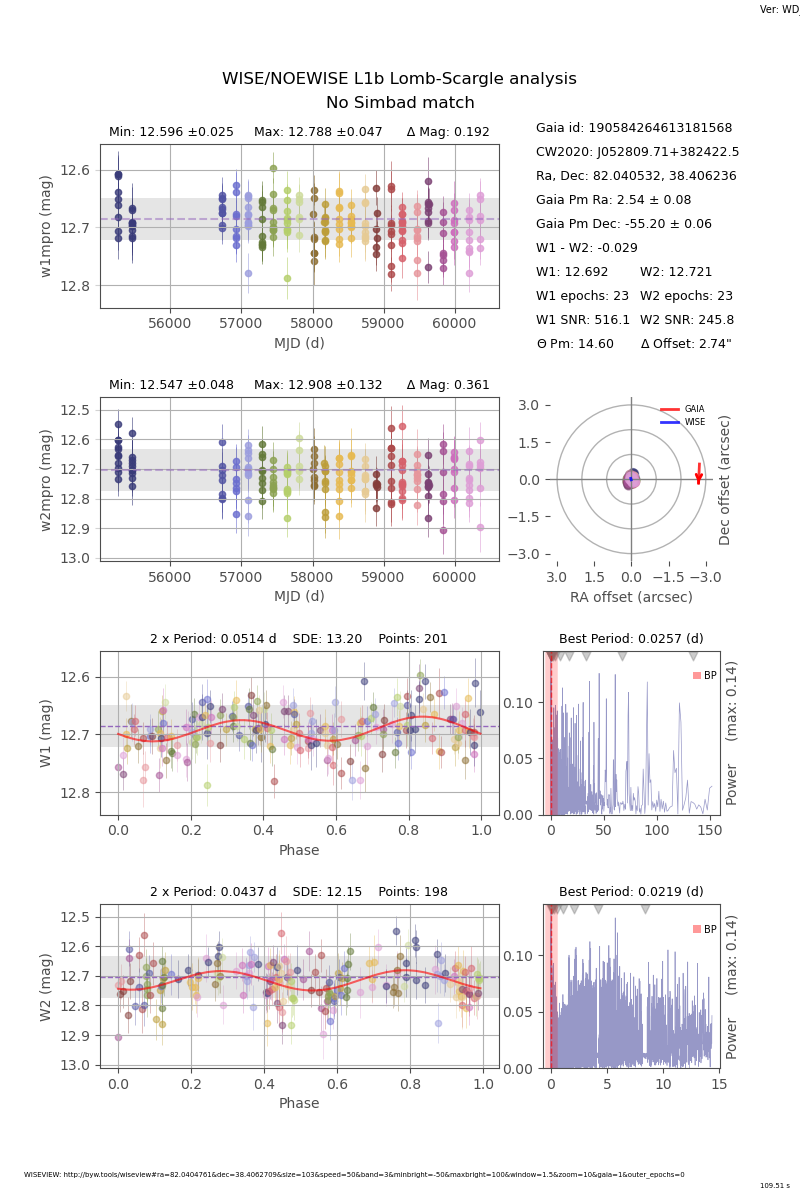 Ver: WD_
WISE/NOEWISE L1b Lomb-Scargle analysis
No Simbad match
Min: 12.596 ±0.025 Max: 12.788 ±0.047 Δ Mag: 0.192
12.6
12.7
12.8
w1mpro (mag)
56000 57000 58000 59000 60000
MJD (d)
Gaia id: 190584264613181568
CW2020: J052809.71+382422.5
Ra, Dec: 82.040532, 38.406236
Gaia Pm Ra: 2.54 ± 0.08
Gaia Pm Dec: -55.20 ± 0.06
W1 - W2: -0.029
W1: 12.692 W2: 12.721
W1 epochs: 23 W2 epochs: 23
W1 SNR: 516.1 W2 SNR: 245.8
Θ Pm: 14.60 Δ Offset: 2.74"
Min: 12.547 ±0.048 Max: 12.908 ±0.132 Δ Mag: 0.361
12.5
12.6
12.7
12.8
12.9
13.0
w2mpro (mag)
56000 57000 58000 59000 60000
MJD (d)
GAIA
WISE
3.0
1.5
0.0
−1.5
−3.0
Dec offset (arcsec)
3.0 1.5 0.0 −1.5 −3.0
RA offset (arcsec)
2 x Period: 0.0514 d SDE: 13.20 Points: 201
12.6
12.7
12.8
W1 (mag)
0.0 0.2 0.4 0.6 0.8 1.0
Phase
Best Period: 0.0257 (d)
BP
0.10
0.05
0.00
Power (max: 0.14)
0 50 100 150
2 x Period: 0.0437 d SDE: 12.15 Points: 198
12.5
12.6
12.7
12.8
12.9
13.0
W2 (mag)
0.0 0.2 0.4 0.6 0.8 1.0
Phase
Best Period: 0.0219 (d)
BP
0.10
0.05
0.00
Power (max: 0.14)
0 5 10 15
WISEVIEW: http://byw.tools/wiseview#ra=82.0404761&dec=38.4062709&size=103&speed=50&band=3&minbright=-50&maxbright=100&window=1.5&zoom=10&gaia=1&outer_epochs=0
109.51 s